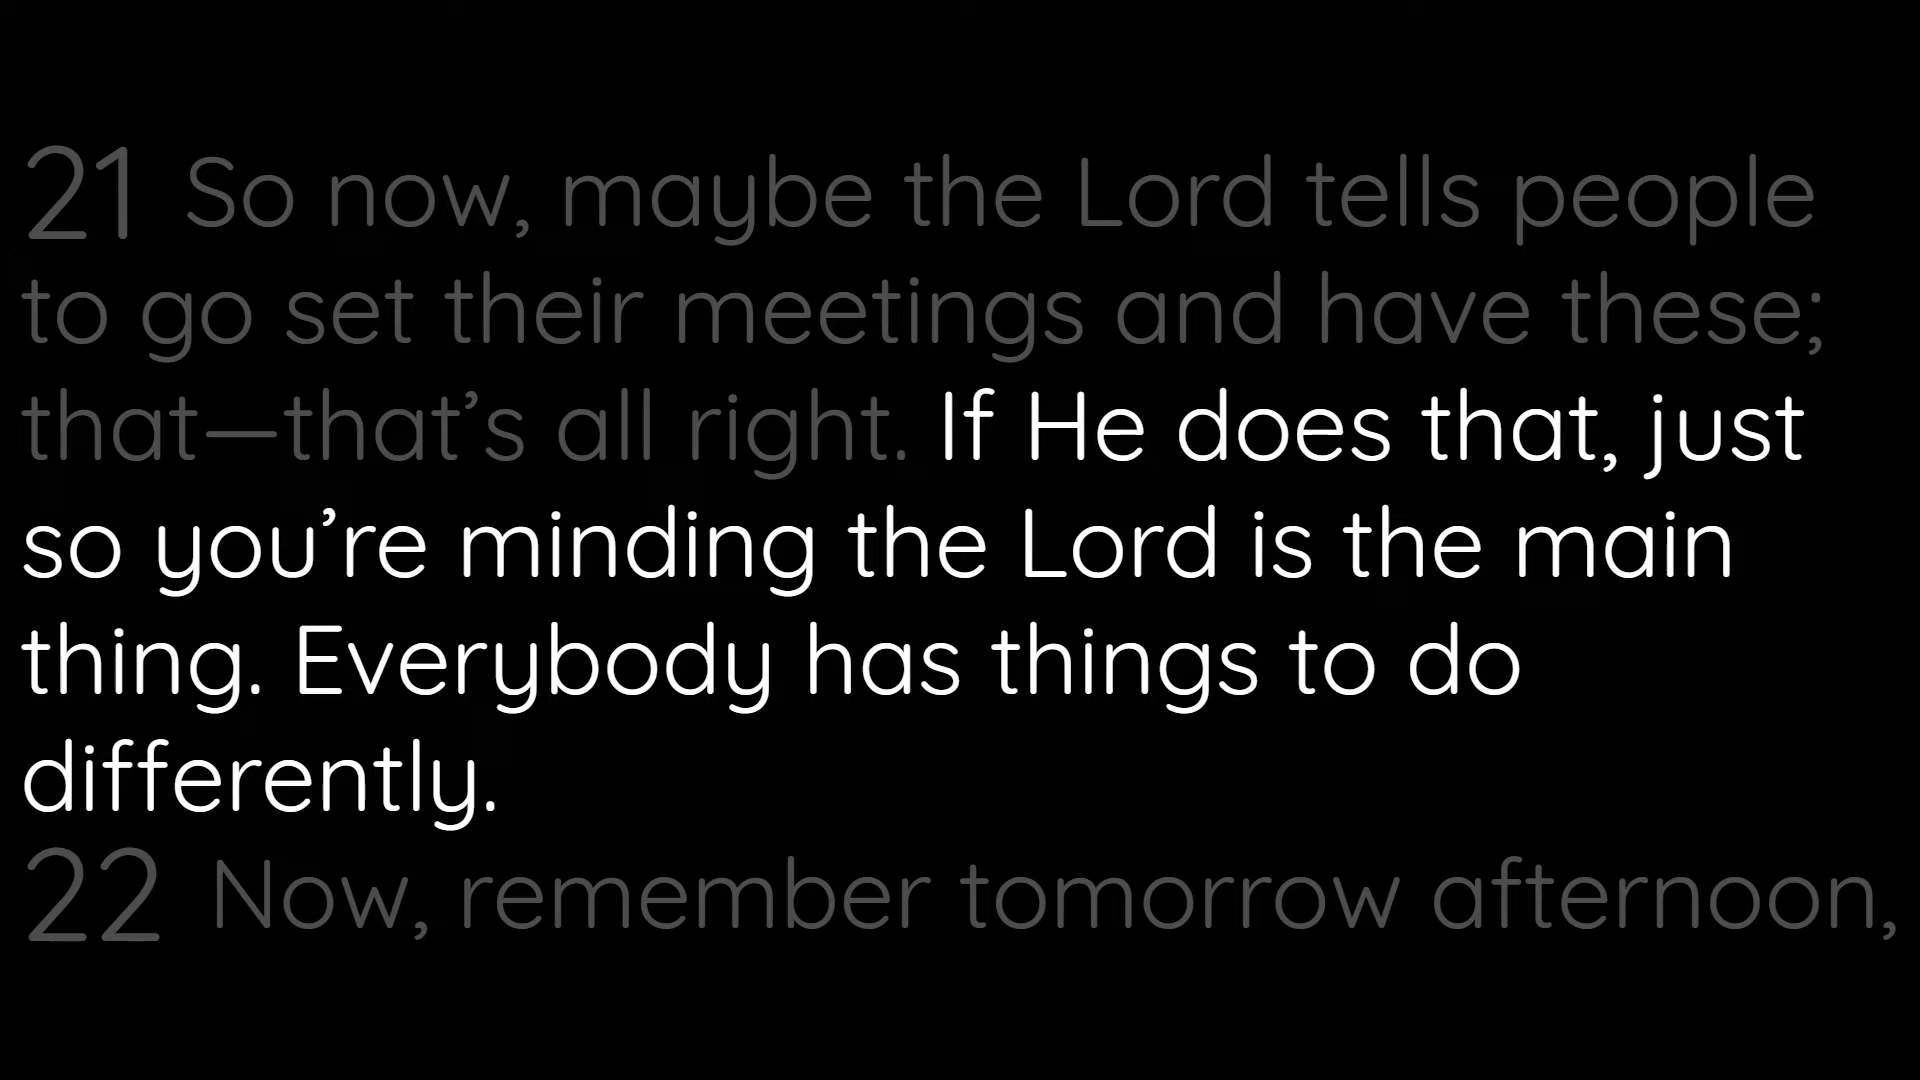 21 So now, maybe the Lord tells people
to go set their meetings and have these;
that—that’s all right. If He does that, just
so you’re minding the Lord is the main
thing. Everybody has things to do
differently.
22 Now, remember tomorrow afternoon,